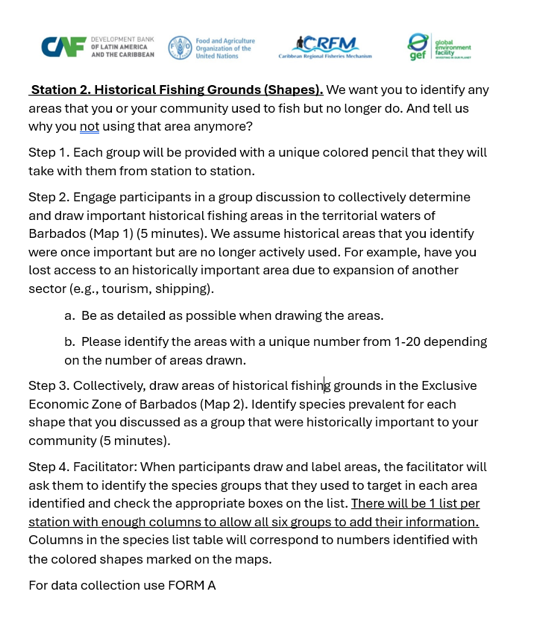 CAF
DEVELOPMENT BANK
OF LATIN AMERICA
AND THE CARIBBEAN
Food and Agriculture
Organization of the
United Nations
CRFM
Caribbean Regional Fisheries Mechanism
gef
global
environment
facility
Station 2. Historical Fishing Grounds (Shapes). We want you to identify any
areas that you or your community used to fish but no longer do. And tell us
why you not using that area anymore?
Step 1. Each group will be provided with a unique colored pencil that they will
take with them from station to station.
Step 2. Engage participants in a group discussion to collectively determine
and draw important historical fishing areas in the territorial waters of
Barbados (Map 1) (5 minutes). We assume historical areas that you identify
were once important but are no longer actively used. For example, have you
lost access to an historically important area due to expansion of another
sector (e.g., tourism, shipping).
a. Be as detailed as possible when drawing the areas.
b. Please identify the areas with a unique number from 1-20 depending
on the number of areas drawn.
Step 3. Collectively, draw areas of historical fishing grounds in the Exclusive
Economic Zone of Barbados (Map 2). Identify species prevalent for each
shape that you discussed as a group that were historically important to your
community (5 minutes).
Step 4. Facilitator: When participants draw and label areas, the facilitator will
ask them to identify the species groups that they used to target in each area
identified and check the appropriate boxes on the list. There will be 1 list per
station with enough columns to allow all six groups to add their information.
Columns in the species list table will correspond to numbers identified with
the colored shapes marked on the maps.
For data collection use FORM A